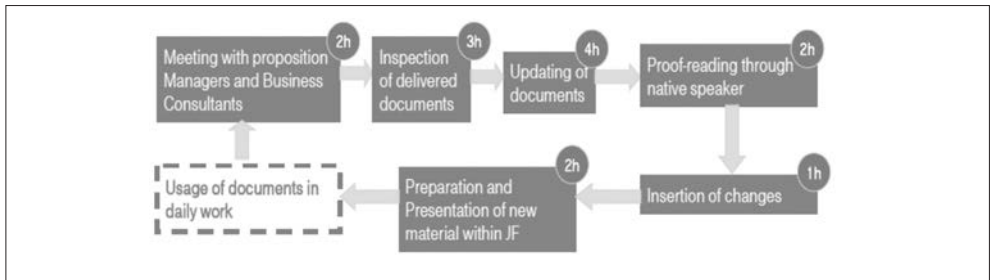 2h
Meeting with proposition
Managers and Business
Consultants
3h
Inspection
of delivered
documents
4h
Updating of
documents
2h
Proof-reading through
native speaker
1h
Insertion of changes
2h
Preparation and
Presentation of new
material within JF
Usage of documents in
daily work